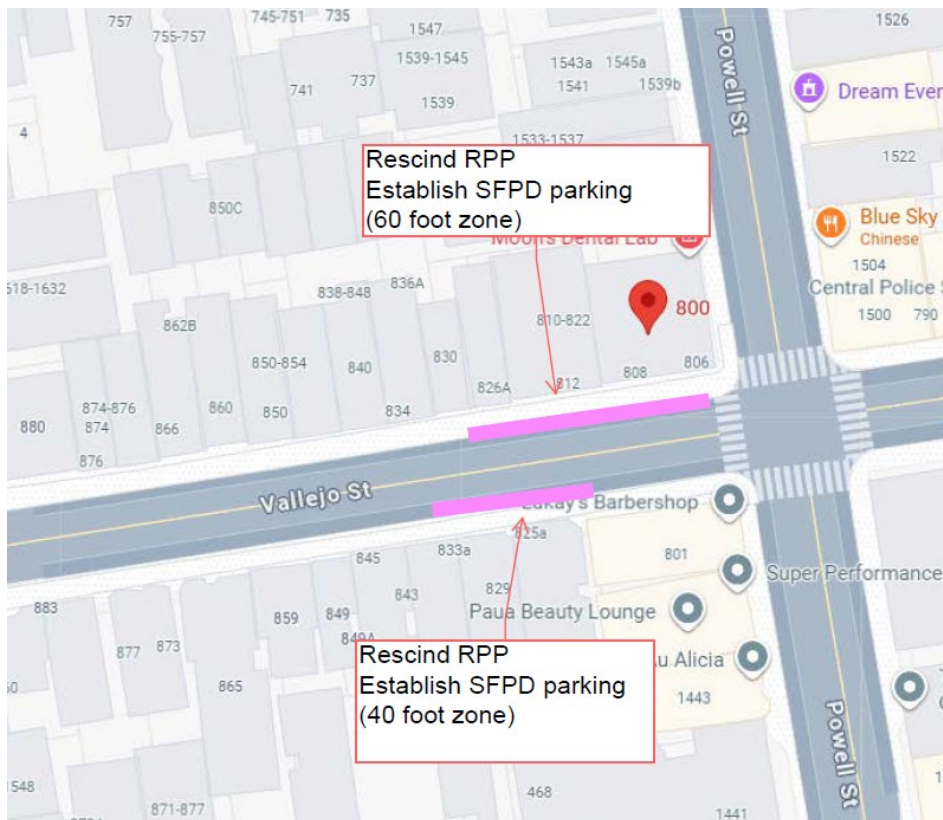 757
755-757
745-751
735
1547
1539-1545
741
737
1539
1543a
1545a
1541
1539b
1533-1537
1526
Powell St
Dream Ever
1522
4
850C
Rescind RPP
Establish SFPD parking
(60 foot zone)
Moon's Dental Lab
Blue Sky
Chinese
1504
Central Police S
1500
790
618-1632
838-848
836A
862B
810-822
800
850-854
840
830
826A
812
808
806
874-876
874
866
860
850
834
880
876
Vallejo St
Zukay's Barbershop
825a
801
845
833a
Super Performance
883
859
849
843
829
Paua Beauty Lounge
877
873
849A
Rescind RPP
Establish SFPD parking
(40 foot zone)
u Alicia
865
1443
Powell St
1548
871-877
468
1441